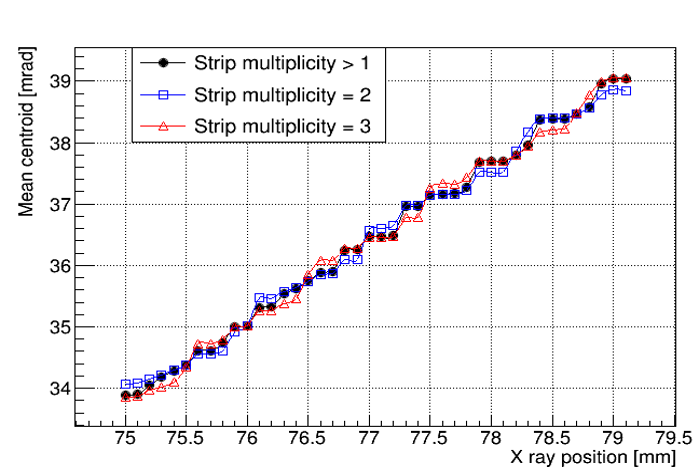 Strip multiplicity > 1
Strip multiplicity = 2
Strip multiplicity = 3
Mean centroid [mrad]
39
38
37
36
35
34
75 75.5 76 76.5 77 77.5 78 78.5 79 79.5
X ray position [mm]